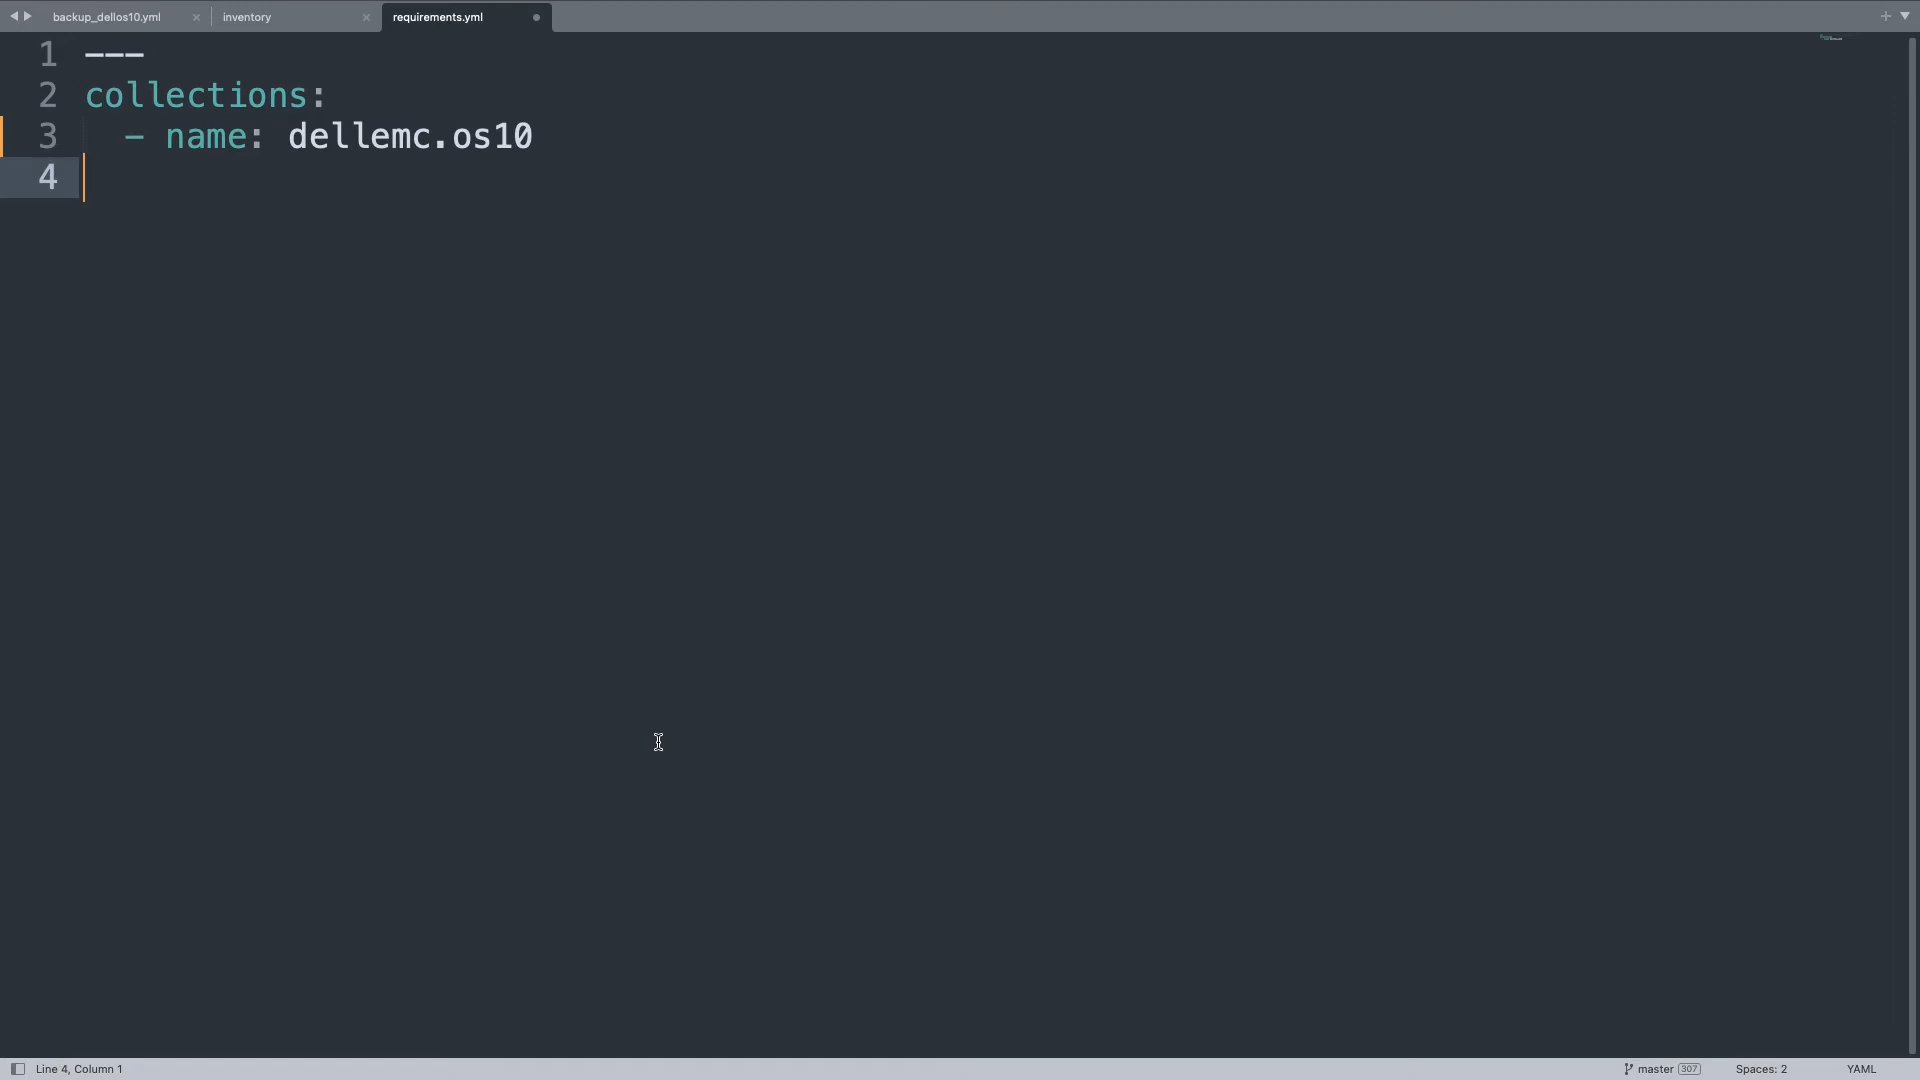 backup_dellos10.yml
inventory
requirements.yml
1 ---
2 collections:
3   - name: dellemc.os10
4
Line 4, Column 1
master 307
Spaces: 2
YAML